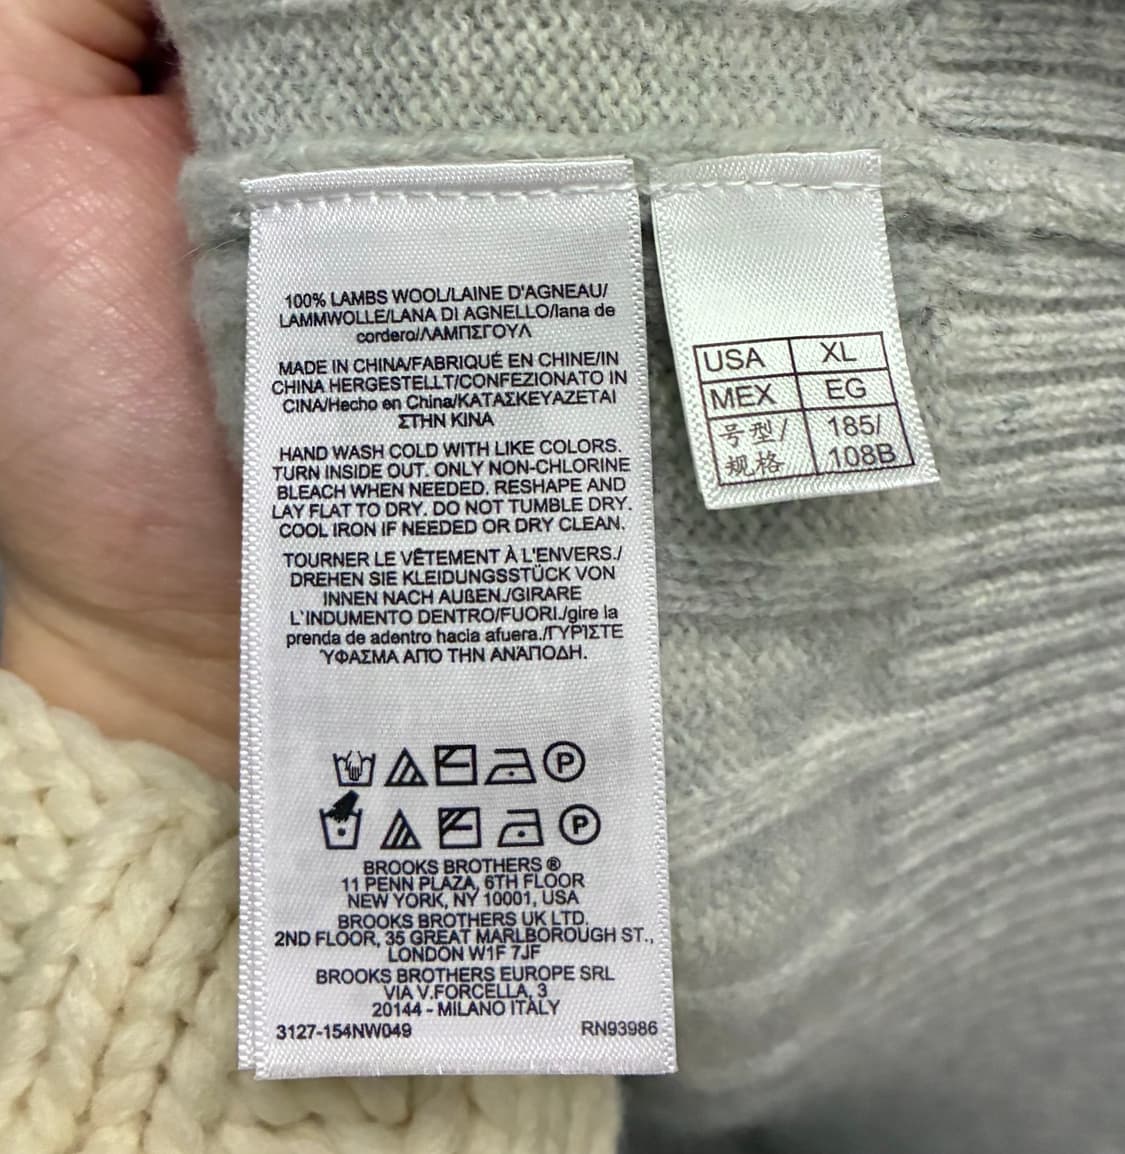 100% LAMBS WOOL/LAINE D'AGNEAU/
LAMMWOLLE/LANA DI AGNELLO/lana de
cordero/ΛΑΜΠΣΓΟΥΛ
MADE IN CHINA/FABRIQUÉ EN CHINE/IN
CHINA HERGESTELLT/CONFEZIONATO IN
CINA/Hecho en China/ΚΑΤΑΣΚΕΥΑΖΕΤΑΙ
ΣΤΗΝ ΚΙΝΑ
HAND WASH COLD WITH LIKE COLORS.
TURN INSIDE OUT. ONLY NON-CHLORINE
BLEACH WHEN NEEDED. RESHAPE AND
LAY FLAT TO DRY. DO NOT TUMBLE DRY.
COOL IRON IF NEEDED OR DRY CLEAN.
TOURNER LE VÊTEMENT À L'ENVERS./
DREHEN SIE KLEIDUNGSSTÜCK VON
INNEN NACH AUßEN./GIRARE
L'INDUMENTO DENTRO/FUORI./gire la
prenda de adentro hacia afuera./ΓΥΡΊΣΤΕ
ΎΦΑΣΜΑ ΑΠΌ ΤΗΝ ΑΝΆΠΟΔΗ.
P
P
BROOKS BROTHERS ®
11 PENN PLAZA, 6TH FLOOR
NEW YORK, NY 10001, USA
BROOKS BROTHERS UK LTD.
2ND FLOOR, 35 GREAT MARLBOROUGH ST.,
LONDON W1F 7JF
BROOKS BROTHERS EUROPE SRL
VIA V.FORCELLA, 3
20144 - MILANO ITALY
3127-154NW049 RN93986
USA XL
MEX EG
号型/ 185/
规格 108B